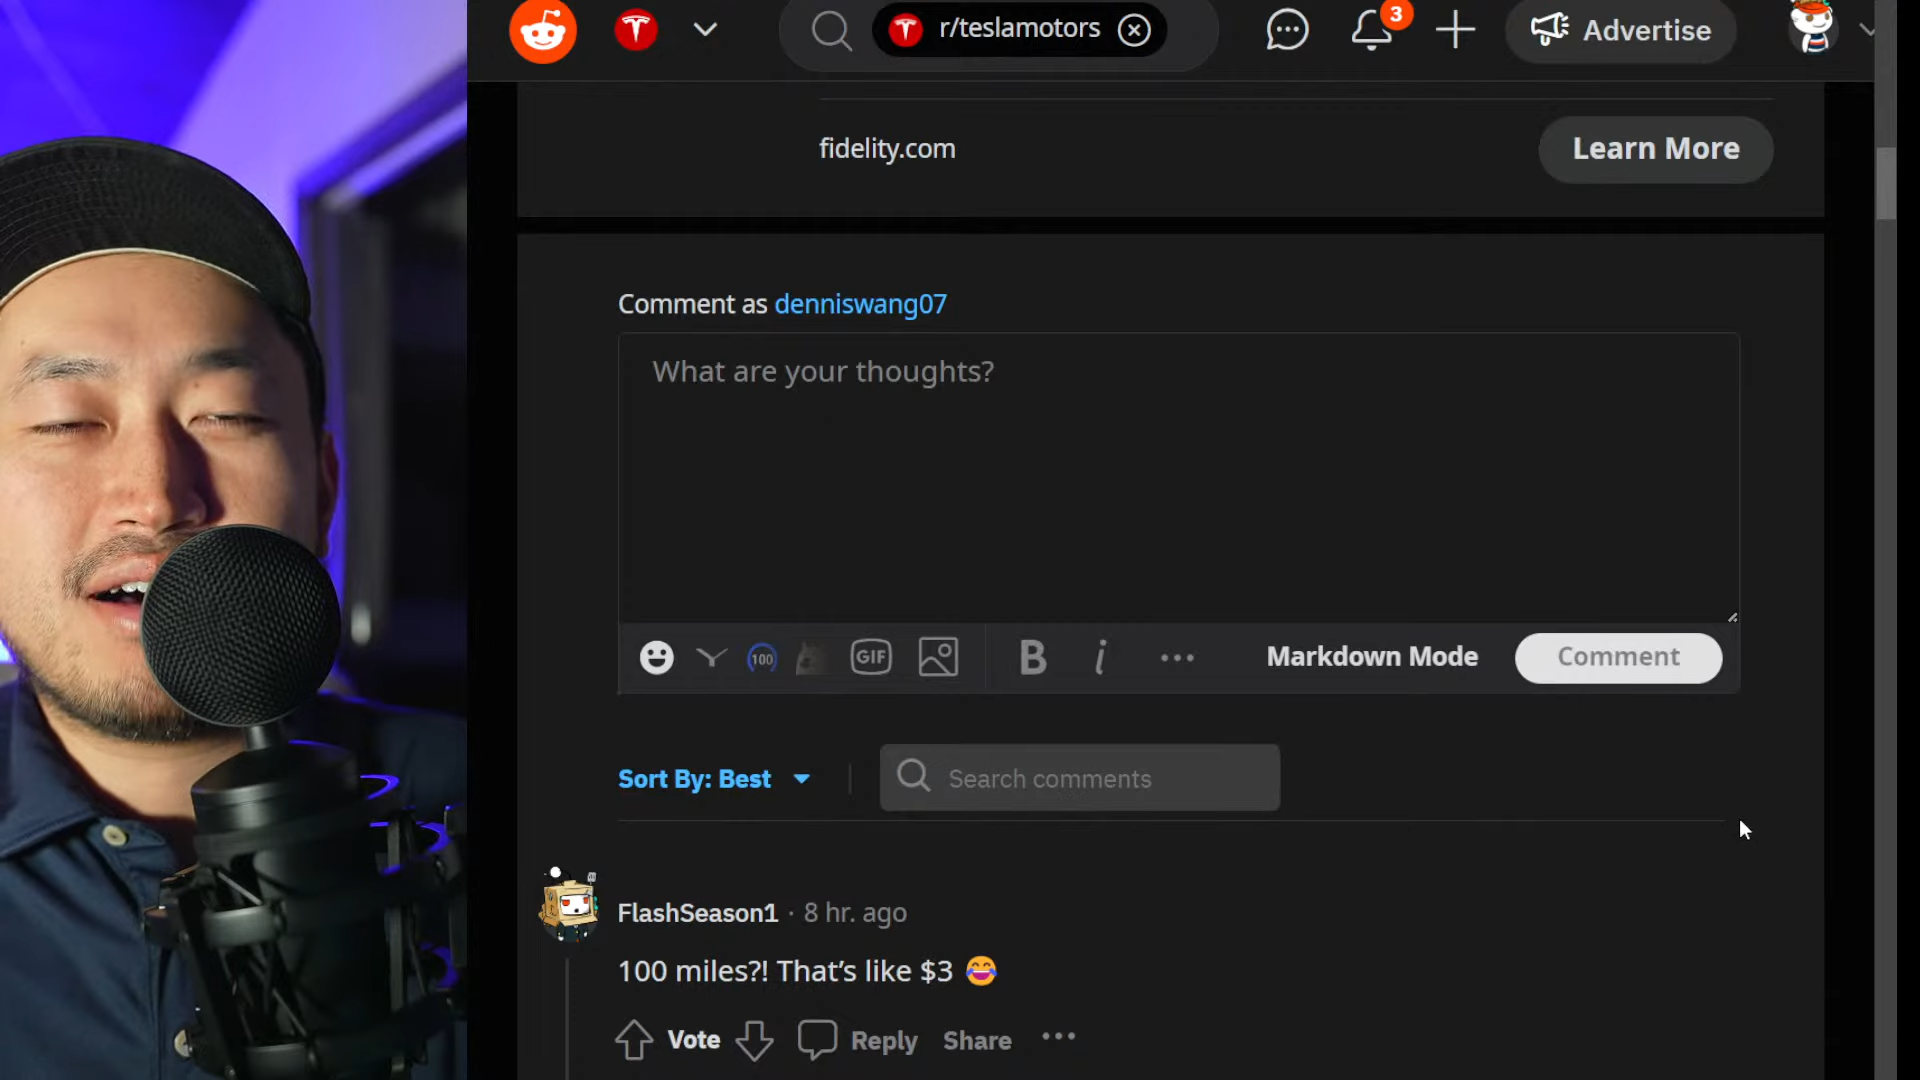 r/teslamotors
3
Advertise
fidelity.com
Learn More
Comment as denniswang07
What are your thoughts?
100
GIF
B
i
Markdown Mode
Comment
Sort By: Best
Search comments
FlashSeason1 · 8 hr. ago
100 miles?! That's like $3 😂
Vote
Reply
Share